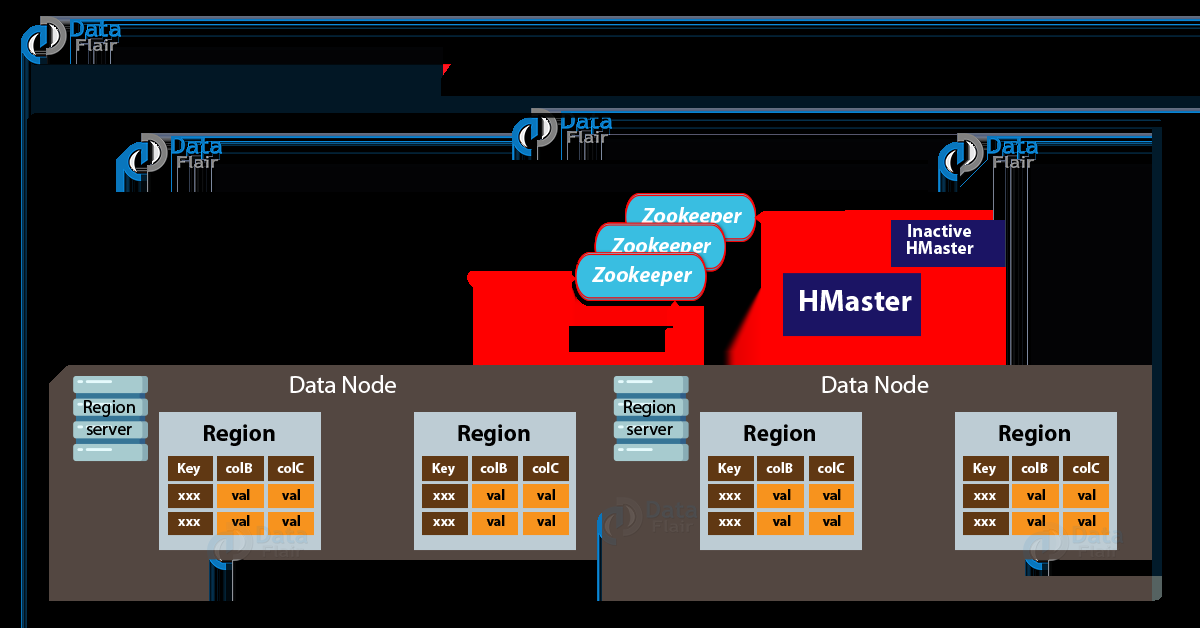 Data
Flair
Data
Flair
Data
Flair
Data
Flair
Zookeeper
Zookeeper
Zookeeper
Inactive
HMaster
HMaster
Data Node
Region
server
Region
Key colB colC
xxx val val
xxx val val
Region
Key colB colC
xxx val val
xxx val val
Data Node
Region
server
Region
Key colB colC
xxx val val
xxx val val
Region
Key colB colC
xxx val val
xxx val val
Data
Flair
Data
Flair
Data
Flair